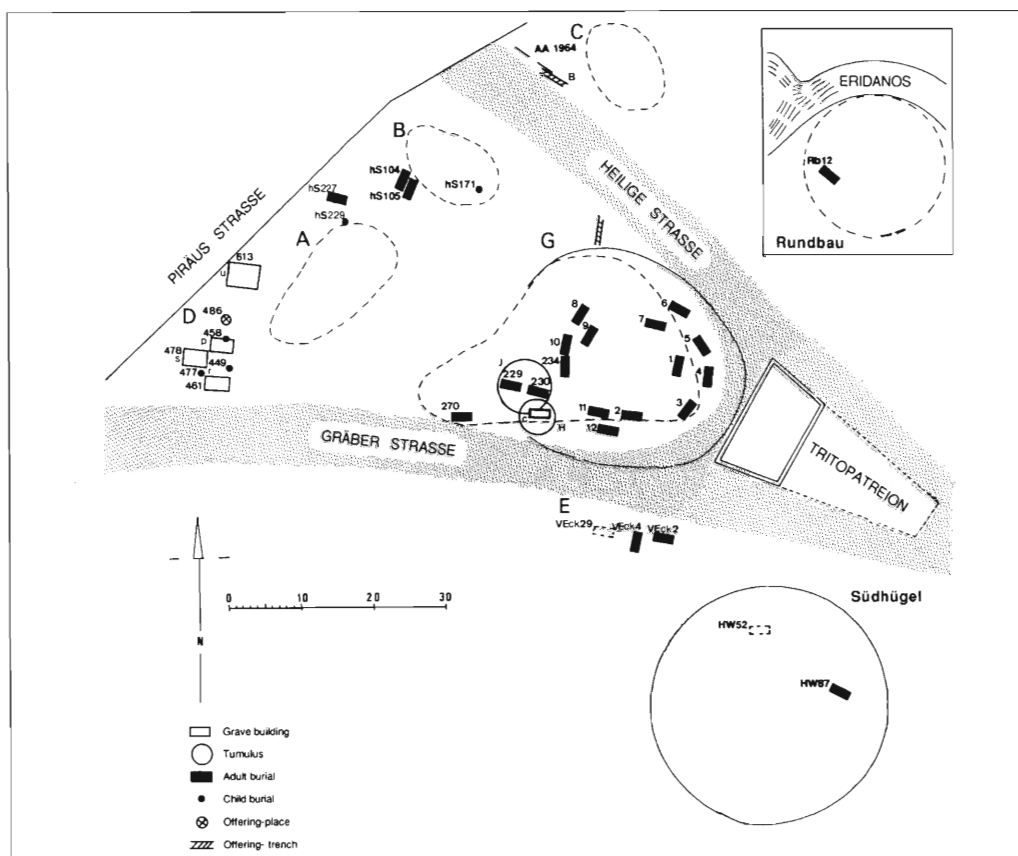 C
AA 1964
B
ERIDANOS
Rb12
Rundbau
B
hS104
hS105
hS171
hS227
hS229
A
HEILIGE STRASSE
PIRÄUS STRASSE
G
513
u
D
486
458
p
478
s
449
477
r
461
8
9
10
234
6
7
5
1
4
3
J
229
230
11
2
12
270
c
H
GRÄBER STRASSE
TRITOPATREION
E
VEck29
VEck4
VEck2
Südhügel
HW52
HW87
0 10 20 30
N
Grave building
Tumulus
Adult burial
Child burial
Offering-place
Offering- trench